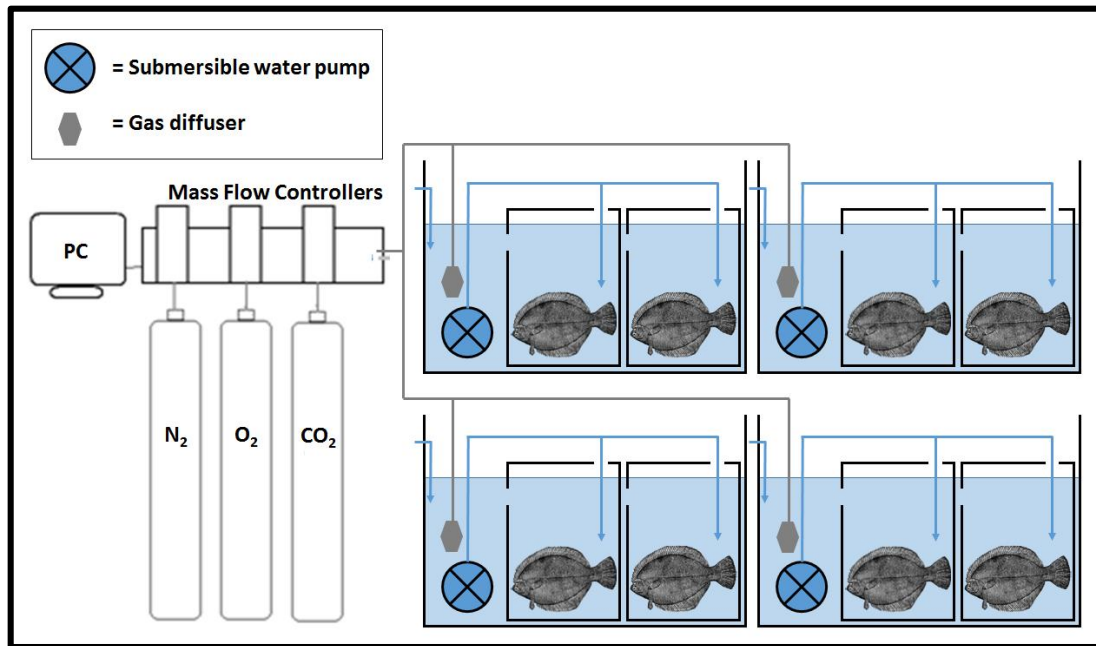 = Submersible water pump
= Gas diffuser
Mass Flow Controllers
PC
N₂
O₂
CO₂